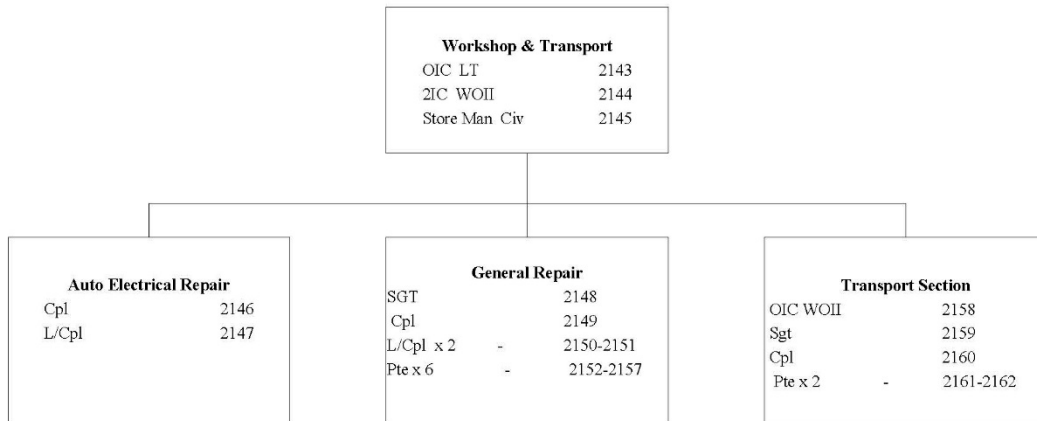 Workshop & Transport
OIC LT 2143
2IC WOII 2144
Store Man Civ 2145
Auto Electrical Repair
Cpl 2146
L/Cpl 2147
General Repair
SGT 2148
Cpl 2149
L/Cpl x 2 - 2150-2151
Pte x 6 - 2152-2157
Transport Section
OIC WOII 2158
Sgt 2159
Cpl 2160
Pte x 2 - 2161-2162